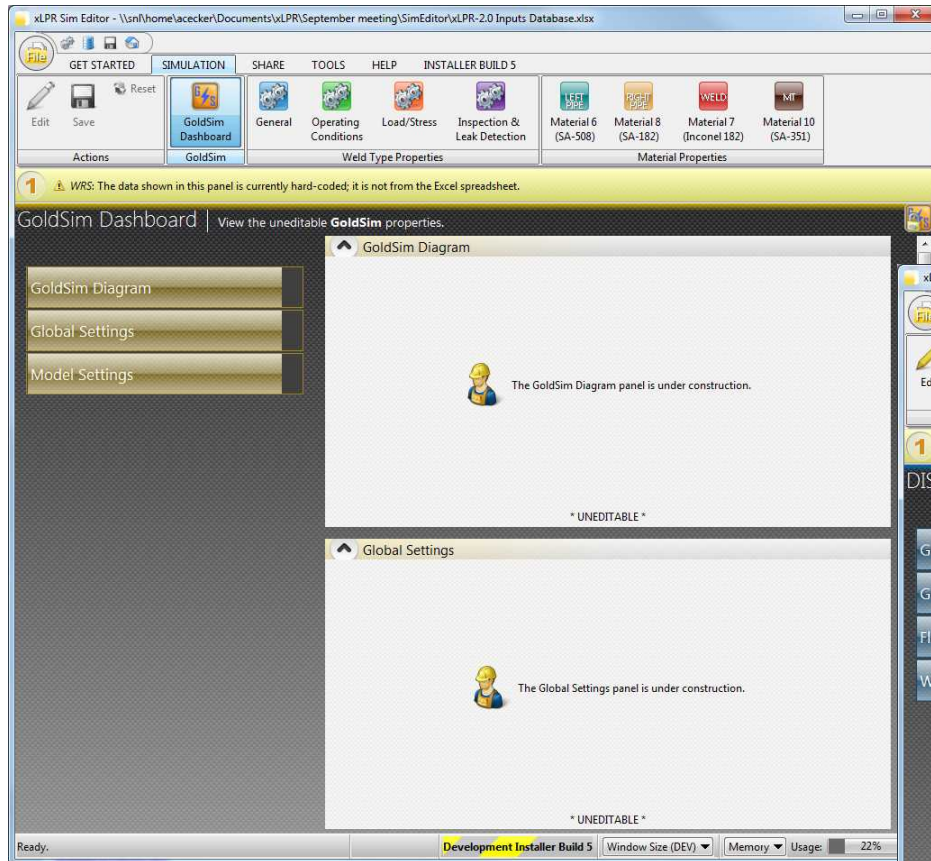 xLPR Sim Editor - \\snl\home\acecker\Documents\xLPR\September meeting\SimEditor\xLPR-2.0 Inputs Database.xlsx
File
GET STARTED SIMULATION SHARE TOOLS HELP INSTALLER BUILD 5
Reset
G/S
LEFT PIPE RIGHT PIPE WELD MT
Edit Save GoldSim Dashboard General Operating Conditions Load/Stress Inspection & Leak Detection Material 6 (SA-508) Material 8 (SA-182) Material 7 (Inconel 182) Material 10 (SA-351)
Actions GoldSim Weld Type Properties Material Properties
1 WRS: The data shown in this panel is currently hard-coded; it is not from the Excel spreadsheet.
GoldSim Dashboard | View the uneditable GoldSim properties.
GoldSim Diagram
Global Settings
Model Settings
GoldSim Diagram
The GoldSim Diagram panel is under construction.
* UNEDITABLE *
Global Settings
The Global Settings panel is under construction.
* UNEDITABLE *
Ready. Development Installer Build 5 Window Size (DEV) Memory Usage: 22%
1